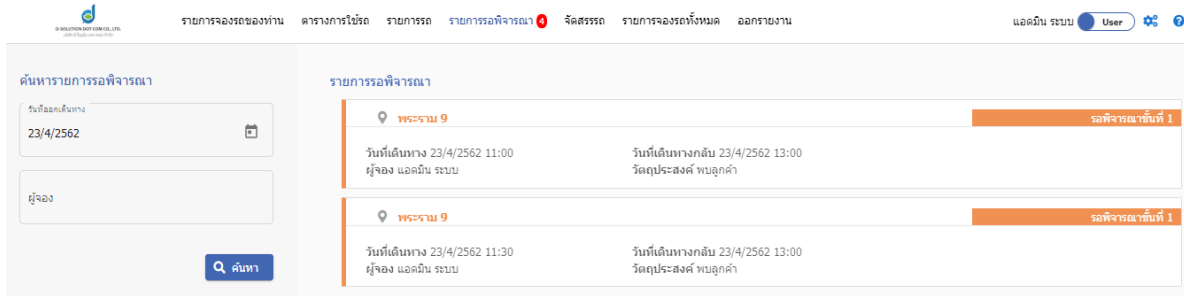 D-SOLUTION DOT COM CO., LTD.
รายการจองรถของท่าน ตารางการใช้รถ รายการรถ รายการรอพิจารณา 4 จัดสรรรถ รายการจองรถทั้งหมด ออกรายงาน แอดมิน ระบบ User
ค้นหารายการรอพิจารณา
วันที่ออกเดินทาง
23/4/2562
ผู้จอง
ค้นหา
รายการรอพิจารณา
พระราม 9 รอพิจารณาขั้นที่ 1
วันที่เดินทาง 23/4/2562 11:00 วันที่เดินทางกลับ 23/4/2562 13:00
ผู้จอง แอดมิน ระบบ วัตถุประสงค์ พบลูกค้า
พระราม 9 รอพิจารณาขั้นที่ 1
วันที่เดินทาง 23/4/2562 11:30 วันที่เดินทางกลับ 23/4/2562 13:00
ผู้จอง แอดมิน ระบบ วัตถุประสงค์ พบลูกค้า